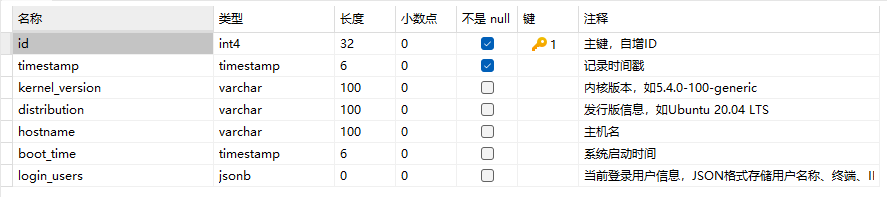 名称 类型 长度 小数点 不是 null 键 注释
id int4 32 0 1 主键，自增ID
timestamp timestamp 6 0 记录时间戳
kernel_version varchar 100 0 内核版本，如5.4.0-100-generic
distribution varchar 100 0 发行版信息，如Ubuntu 20.04 LTS
hostname varchar 100 0 主机名
boot_time timestamp 6 0 系统启动时间
login_users jsonb 0 0 当前登录用户信息，JSON格式存储用户名称、终端、